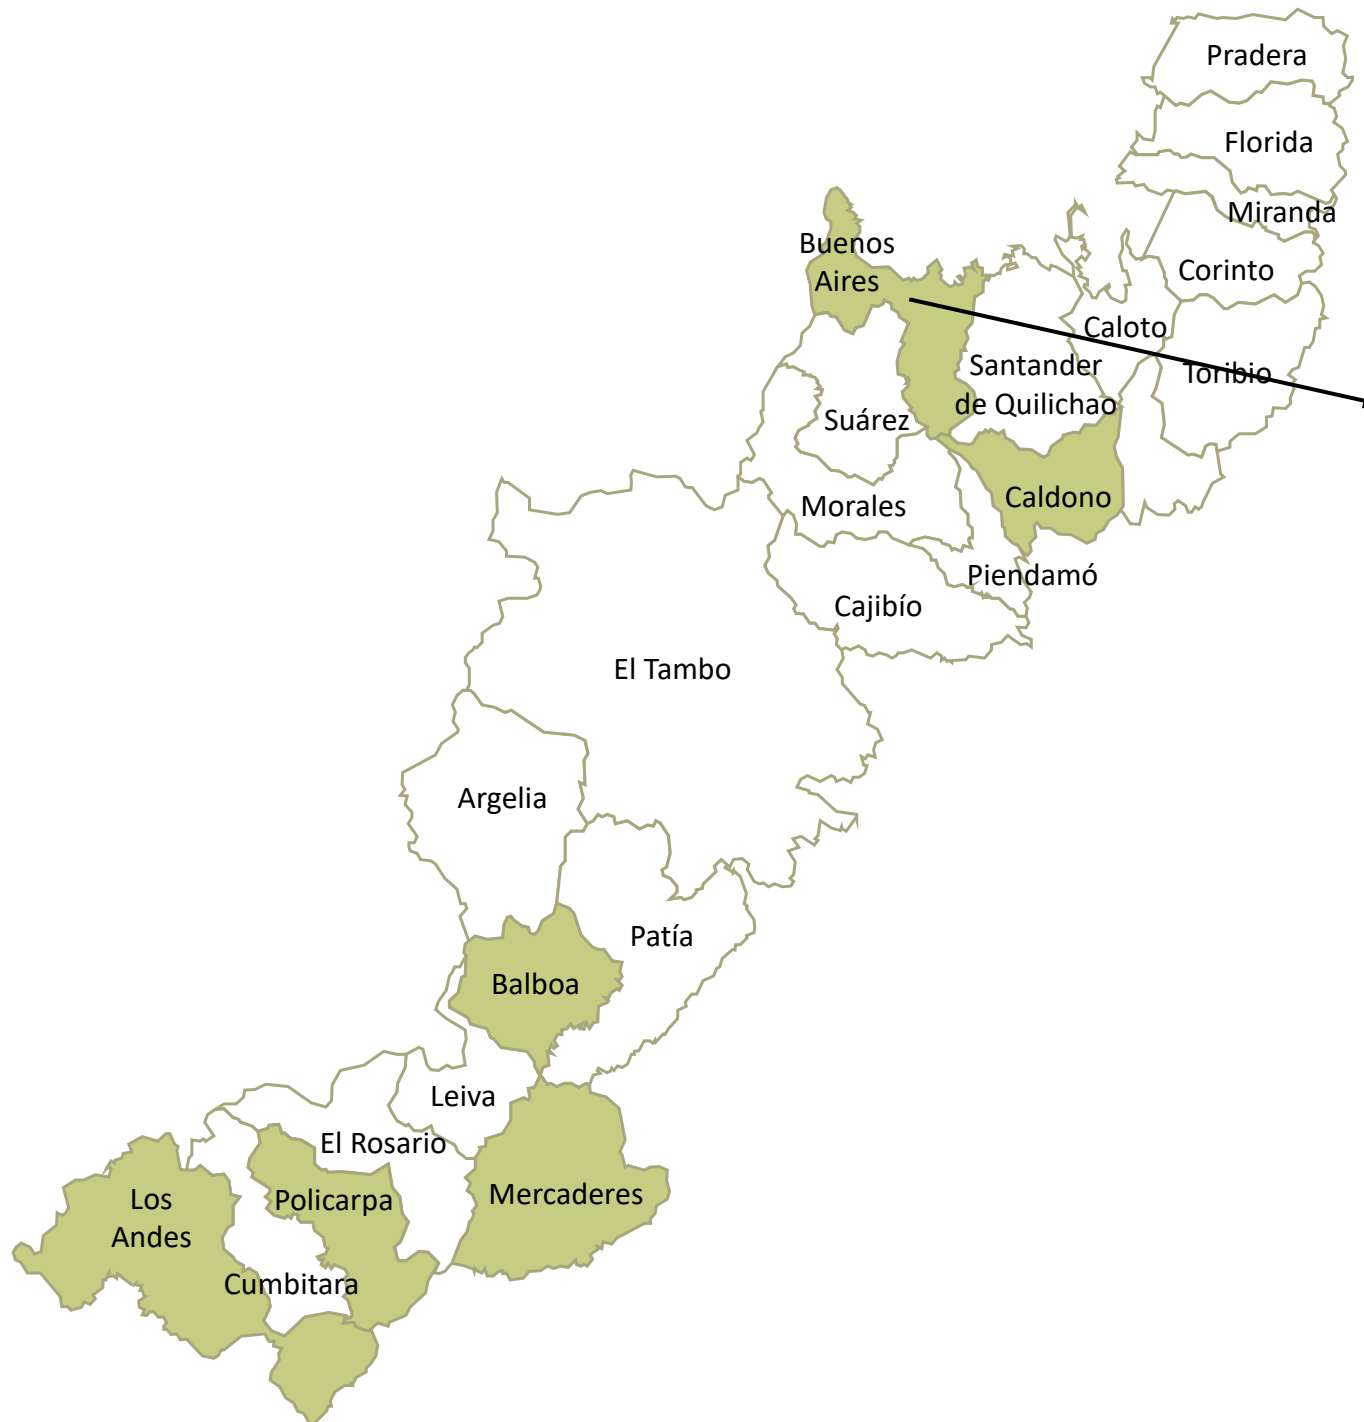 Pradera
Florida
Miranda
Buenos
Aires
Corinto
Caloto
Santander
de Quilichao
Toribio
Suárez
Caldono
Morales
Piendamó
Cajibío
El Tambo
Argelia
Patía
Balboa
Leiva
El Rosario
Mercaderes
Policarpa
Los
Andes
Cumbitara